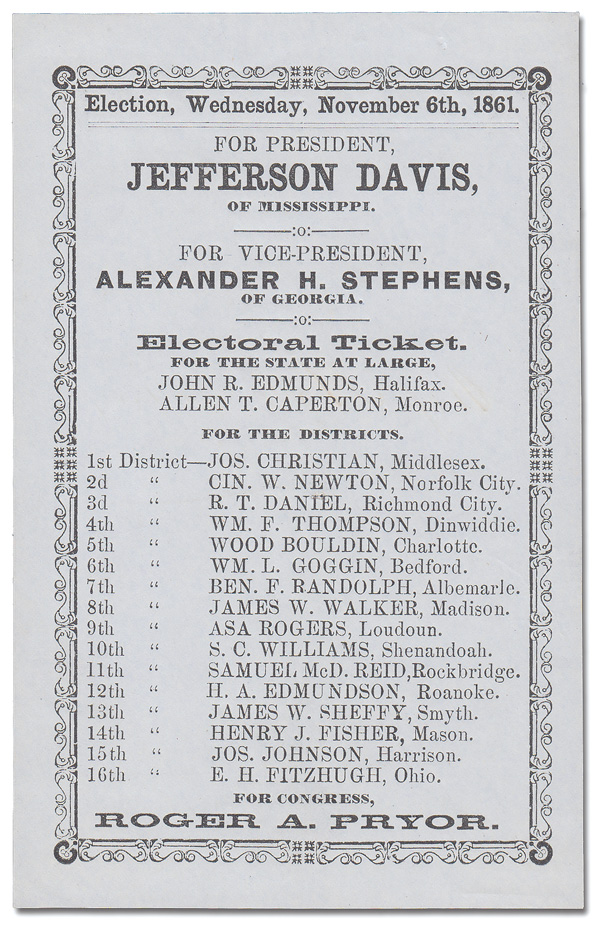 Election, Wednesday, November 6th, 1861.
FOR PRESIDENT,
JEFFERSON DAVIS,
OF MISSISSIPPI.
:o:
FOR VICE-PRESIDENT,
ALEXANDER H. STEPHENS,
OF GEORGIA.
:o:
Electoral Ticket.
FOR THE STATE AT LARGE,
JOHN R. EDMUNDS, Halifax.
ALLEN T. CAPERTON, Monroe.
FOR THE DISTRICTS.
1st District—JOS. CHRISTIAN, Middlesex.
2d “ CIN. W. NEWTON, Norfolk City.
3d “ R. T. DANIEL, Richmond City.
4th “ WM. F. THOMPSON, Dinwiddie.
5th “ WOOD BOULDIN, Charlotte.
6th “ WM. L. GOGGIN, Bedford.
7th “ BEN. F. RANDOLPH, Albemarle.
8th “ JAMES W. WALKER, Madison.
9th “ ASA ROGERS, Loudoun.
10th “ S. C. WILLIAMS, Shenandoah.
11th “ SAMUEL McD. REID, Rockbridge.
12th “ H. A. EDMUNDSON, Roanoke.
13th “ JAMES W. SHEFFY, Smyth.
14th “ HENRY J. FISHER, Mason.
15th “ JOS. JOHNSON, Harrison.
16th “ E. H. FITZHUGH, Ohio.
FOR CONGRESS,
ROGER A. PRYOR.